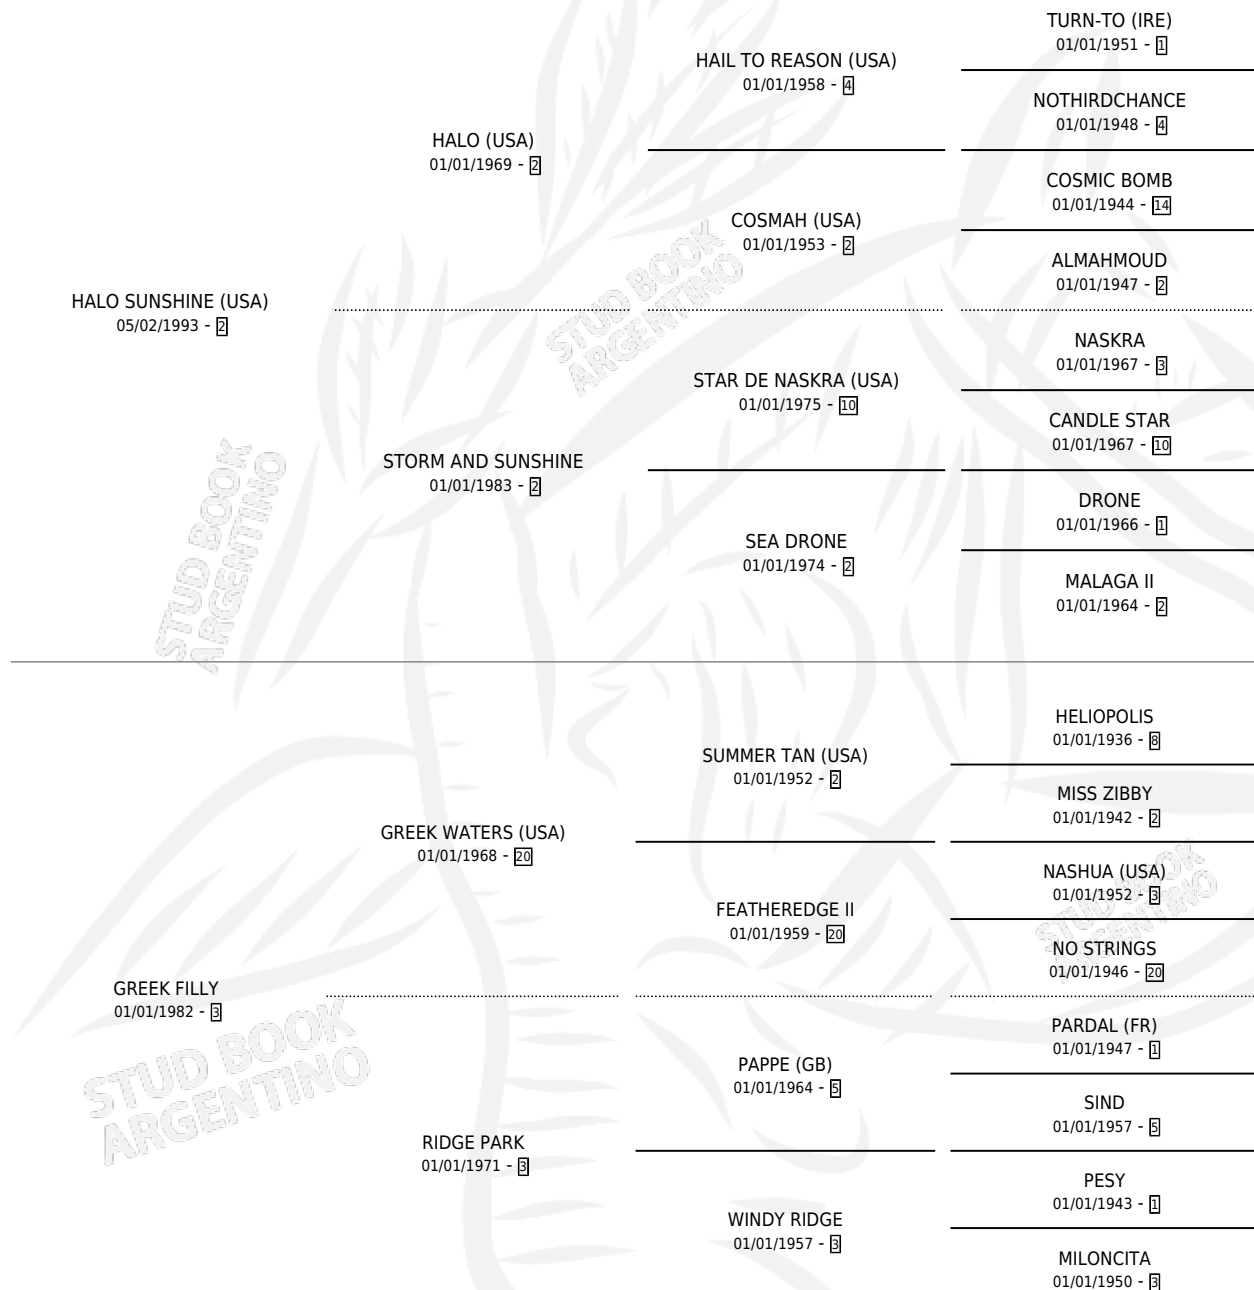 TURN-TO (IRE)
01/01/1951 - 1
HAIL TO REASON (USA)
01/01/1958 - 4
NOTHIRDCHANCE
01/01/1948 - 4
HALO (USA)
01/01/1969 - 2
COSMIC BOMB
01/01/1944 - 14
COSMAH (USA)
01/01/1953 - 2
ALMAHMOUD
01/01/1947 - 2
HALO SUNSHINE (USA)
05/02/1993 - 2
NASKRA
01/01/1967 - 3
STAR DE NASKRA (USA)
01/01/1975 - 10
CANDLE STAR
01/01/1967 - 10
STORM AND SUNSHINE
01/01/1983 - 2
DRONE
01/01/1966 - 1
SEA DRONE
01/01/1974 - 2
MALAGA II
01/01/1964 - 2
HELIOPOLIS
01/01/1936 - 8
SUMMER TAN (USA)
01/01/1952 - 2
MISS ZIBBY
01/01/1942 - 2
GREEK WATERS (USA)
01/01/1968 - 20
NASHUA (USA)
01/01/1952 - 3
FEATHEREDGE II
01/01/1959 - 20
NO STRINGS
01/01/1946 - 20
GREEK FILLY
01/01/1982 - 3
PARDAL (FR)
01/01/1947 - 1
PAPPE (GB)
01/01/1964 - 5
SIND
01/01/1957 - 5
RIDGE PARK
01/01/1971 - 3
PESY
01/01/1943 - 1
WINDY RIDGE
01/01/1957 - 3
MILONCITA
01/01/1950 - 3
STUD BOOK
ARGENTINO
STUD BOOK
ARGENTINO
STUD BOOK
ARGENTINO
STUD BOOK
ARGENTINO